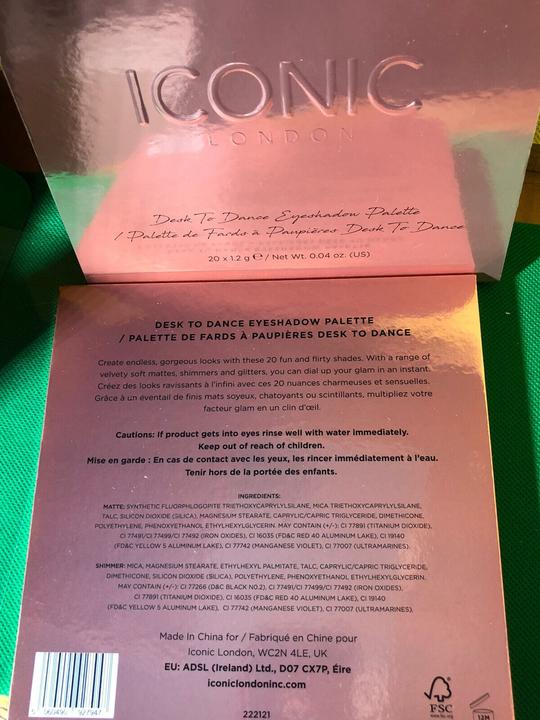 ICONIC
LONDON
Desk To Dance Eyeshadow Palette
/ Palette de Fards à Paupières Desk To Dance
20 x 1.2 g ℮ / Net Wt. 0.04 oz. (US)
DESK TO DANCE EYESHADOW PALETTE
/ PALETTE DE FARDS À PAUPIÈRES DESK TO DANCE
Create endless, gorgeous looks with these 20 fun and flirty shades. With a range of
velvety soft mattes, shimmers and glitters, you can dial up your glam in an instant.
Créez des looks ravissants à l'infini avec ces 20 nuances charmeuses et sensuelles.
Grâce à un éventail de finis mats soyeux, chatoyants ou scintillants, multipliez votre
facteur glam en un clin d'œil.
Cautions: If product gets into eyes rinse well with water immediately.
Keep out of reach of children.
Mise en garde : En cas de contact avec les yeux, les rincer immédiatement à l'eau.
Tenir hors de la portée des enfants.
INGREDIENTS:
MATTE: SYNTHETIC FLUORPHLOGOPITE TRIETHOXYCAPRYLYLSILANE, MICA TRIETHOXYCAPRYLYLSILANE,
TALC, SILICON DIOXIDE (SILICA), MAGNESIUM STEARATE, CAPRYLIC/CAPRIC TRIGLYCERIDE, DIMETHICONE,
POLYETHYLENE, PHENOXYETHANOL ETHYLHEXYLGLYCERIN. MAY CONTAIN (+/-): CI 77891 (TITANIUM DIOXIDE),
CI 77491/CI 77499/CI 77492 (IRON OXIDES), CI 16035 (FD&C RED 40 ALUMINUM LAKE), CI 19140
(FD&C YELLOW 5 ALUMINUM LAKE), CI 77742 (MANGANESE VIOLET), CI 77007 (ULTRAMARINES).
SHIMMER: MICA, MAGNESIUM STEARATE, ETHYLHEXYL PALMITATE, TALC, CAPRYLIC/CAPRIC TRIGLYCERIDE,
DIMETHICONE, SILICON DIOXIDE (SILICA), POLYETHYLENE, PHENOXYETHANOL ETHYLHEXYLGLYCERIN.
MAY CONTAIN (+/-): CI 77266 (D&C BLACK NO.2), CI 77491/CI 77499/CI 77492 (IRON OXIDES),
CI 77891 (TITANIUM DIOXIDE), CI 16035 (FD&C RED 40 ALUMINUM LAKE), CI 19140
(FD&C YELLOW 5 ALUMINUM LAKE), CI 77742 (MANGANESE VIOLET), CI 77007 (ULTRAMARINES).
Made In China for / Fabriqué en Chine pour
Iconic London, WC2N 4LE, UK
EU: ADSL (Ireland) Ltd., D07 CX7P, Éire
iconiclondoninc.com
FSC
12M
222121